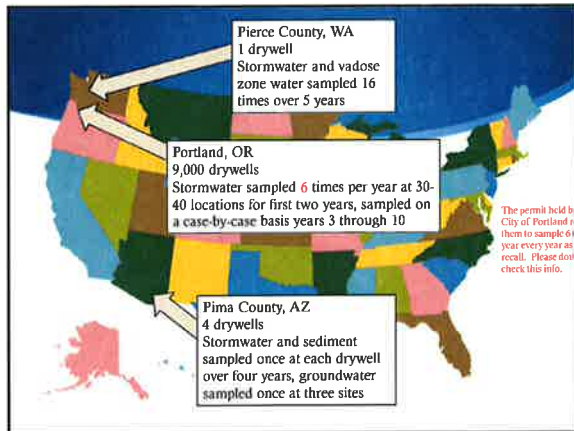 Pierce County, WA
1 drywell
Stormwater and vadose
zone water sampled 16
times over 5 years
Portland, OR
9,000 drywells
Stormwater sampled 6 times per year at 30-
40 locations for first two years, sampled on
a case-by-case basis years 3 through 10
The permit held b
City of Portland r
them to sample 6
year every year as
recall. Please
check this info.
Pima County, AZ
4 drywells
Stormwater and sediment
sampled once at each drywell
over four years, groundwater
sampled once at three sites